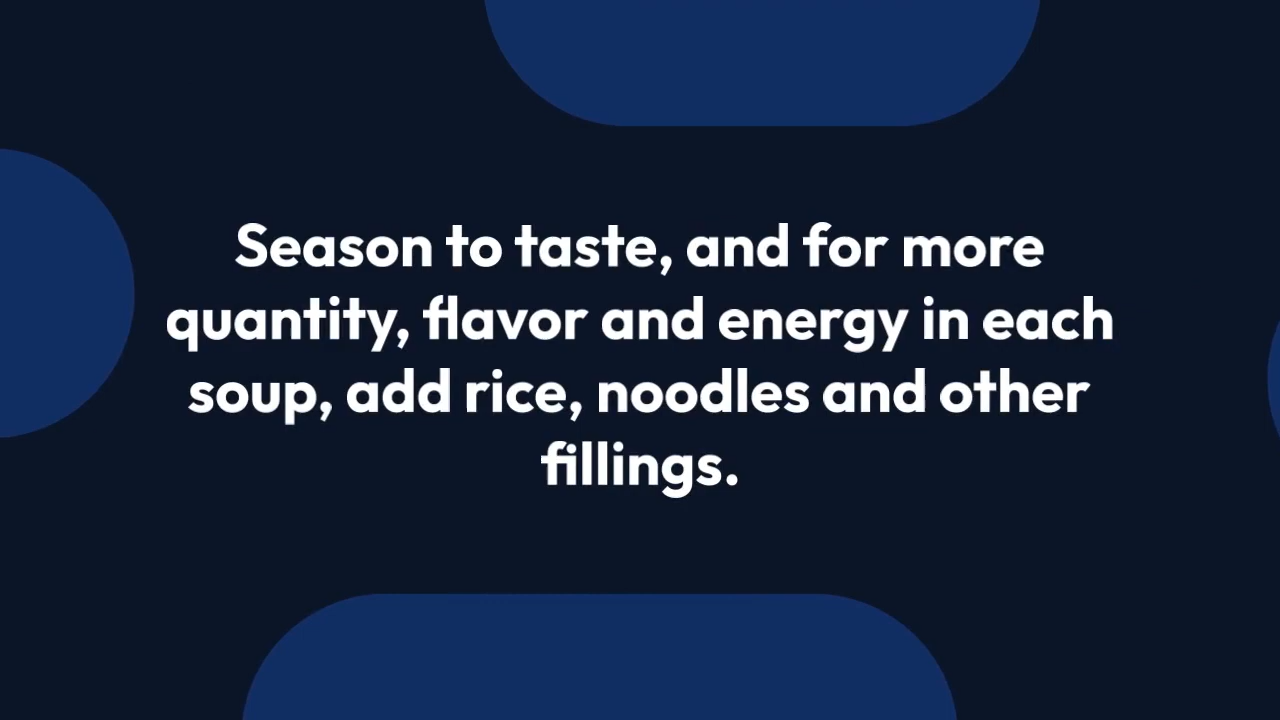 Season to taste, and for more
quantity, flavor and energy in each
soup, add rice, noodles and other
fillings.